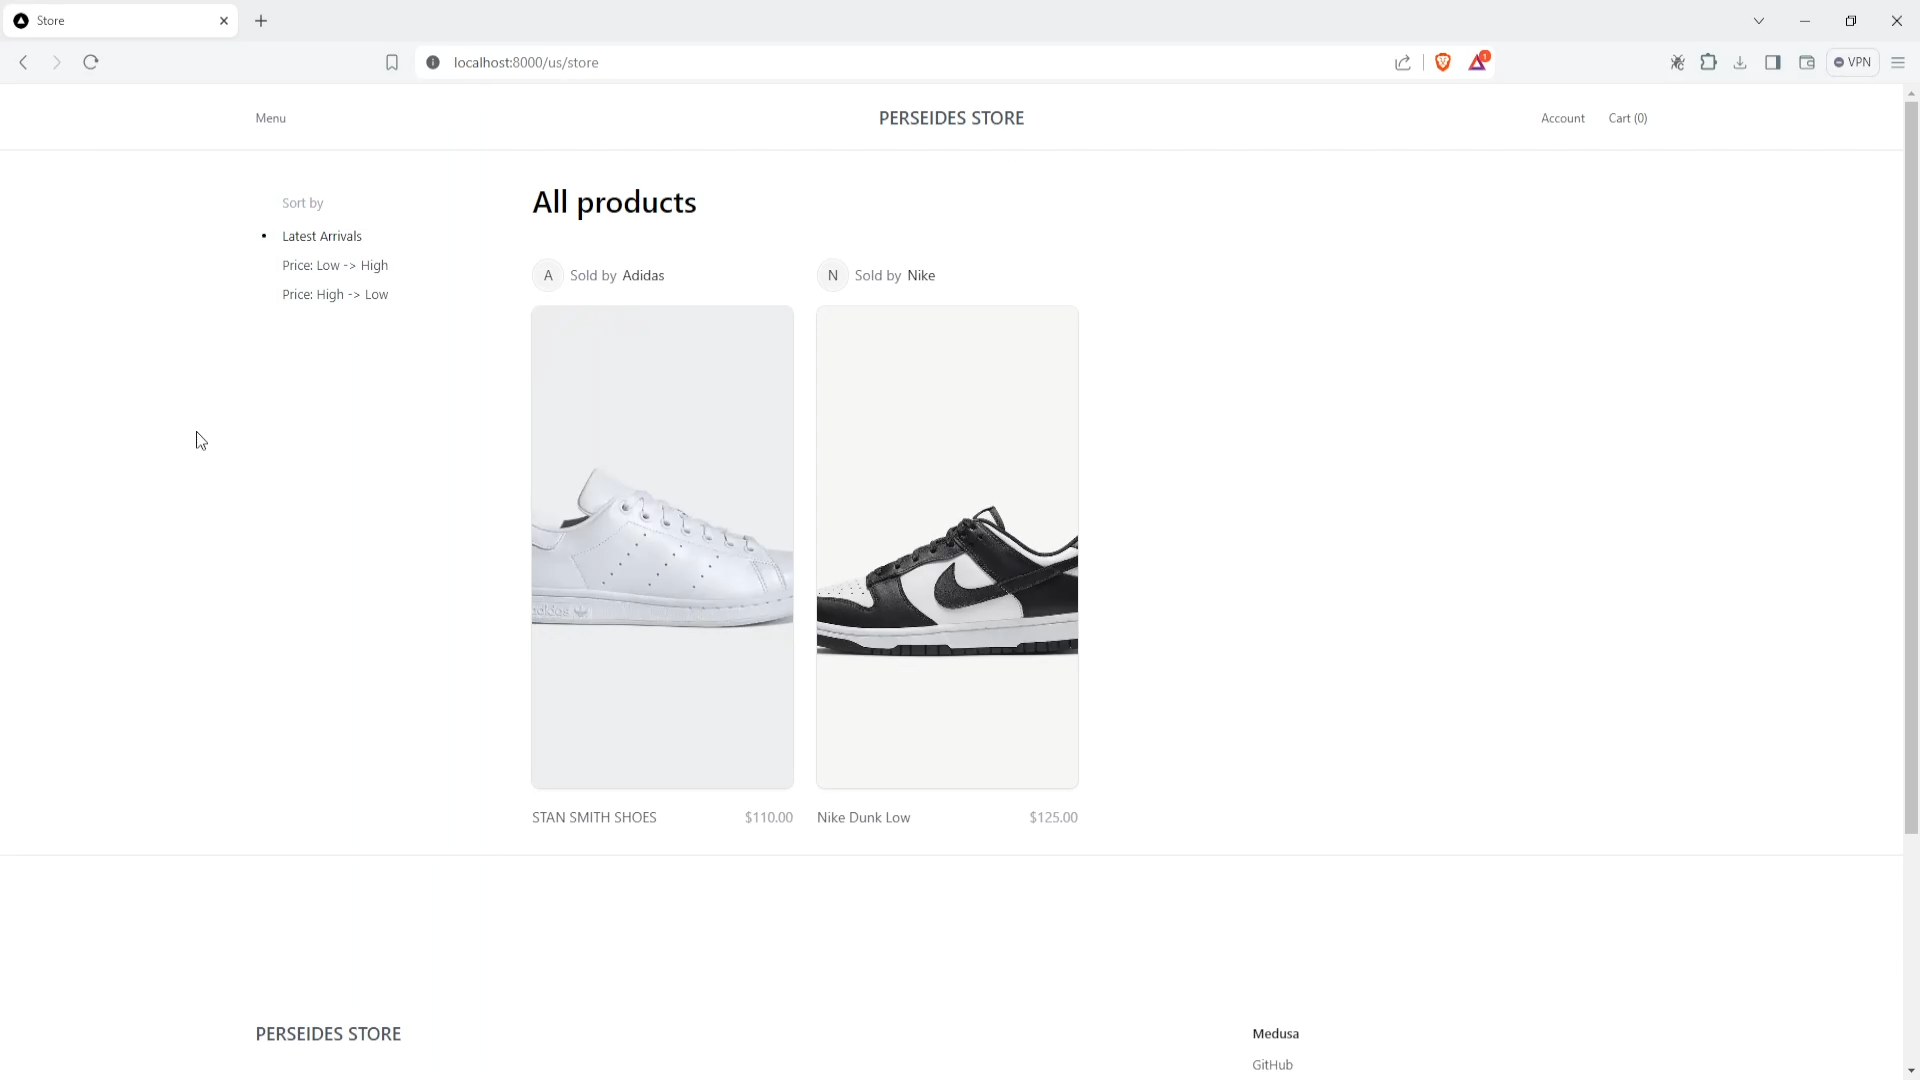 Store
localhost:8000/us/store
1
VPN
Menu
PERSEIDES STORE
Account
Cart (0)
Sort by
• Latest Arrivals
Price: Low -> High
Price: High -> Low
All products
A Sold by Adidas
N Sold by Nike
adidas
STAN SMITH SHOES $110.00
Nike Dunk Low $125.00
PERSEIDES STORE
Medusa
GitHub